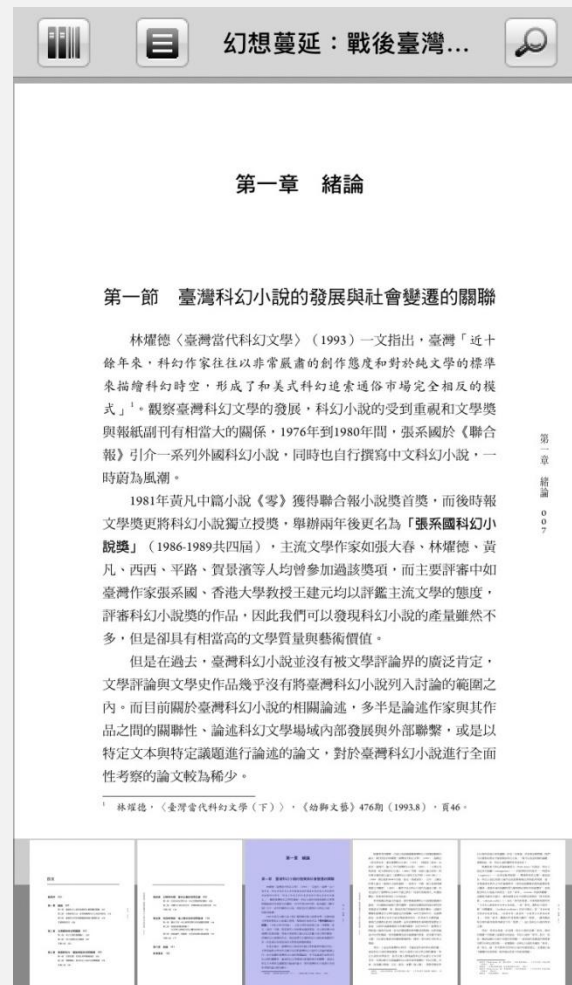 幻想蔓延：戰後臺灣...
第一章　緒論
第一節　臺灣科幻小說的發展與社會變遷的關聯
林燿德〈臺灣當代科幻文學〉（1993）一文指出，臺灣「近十
餘年來，科幻作家往往以非常嚴肅的創作態度和對於純文學的標準
來描繪科幻時空，形成了和美式科幻追索通俗市場完全相反的模
式」1。觀察臺灣科幻文學的發展，科幻小說的受到重視和文學獎
與報紙副刊有相當大的關係，1976年到1980年間，張系國於《聯合
報》引介一系列外國科幻小說，同時也自行撰寫中文科幻小說，一
時蔚為風潮。
1981年黃凡中篇小說《零》獲得聯合報小說獎首獎，而後時報
文學獎更將科幻小說獨立授獎，舉辦兩年後更名為「張系國科幻小
說獎」（1986-1989共四屆），主流文學作家如張大春、林燿德、黃
凡、西西、平路、賀景濱等人均曾參加過該獎項，而主要評審中如
臺灣作家張系國、香港大學教授王建元均以評鑑主流文學的態度，
評審科幻小說獎的作品，因此我們可以發現科幻小說的產量雖然不
多，但是卻具有相當高的文學質量與藝術價值。
但是在過去，臺灣科幻小說並沒有被文學評論界的廣泛肯定，
文學評論與文學史作品幾乎沒有將臺灣科幻小說列入討論的範圍之
內。而目前關於臺灣科幻小說的相關論述，多半是論述作家與其作
品之間的關聯性、論述科幻文學場域內部發展與外部聯繫，或是以
特定文本與特定議題進行論述的論文，對於臺灣科幻小說進行全面
性考察的論文較為稀少。
1 林燿德，〈臺灣當代科幻文學（下）〉，《幼獅文藝》476期（1993.8），頁46。
第一章　緒論　007